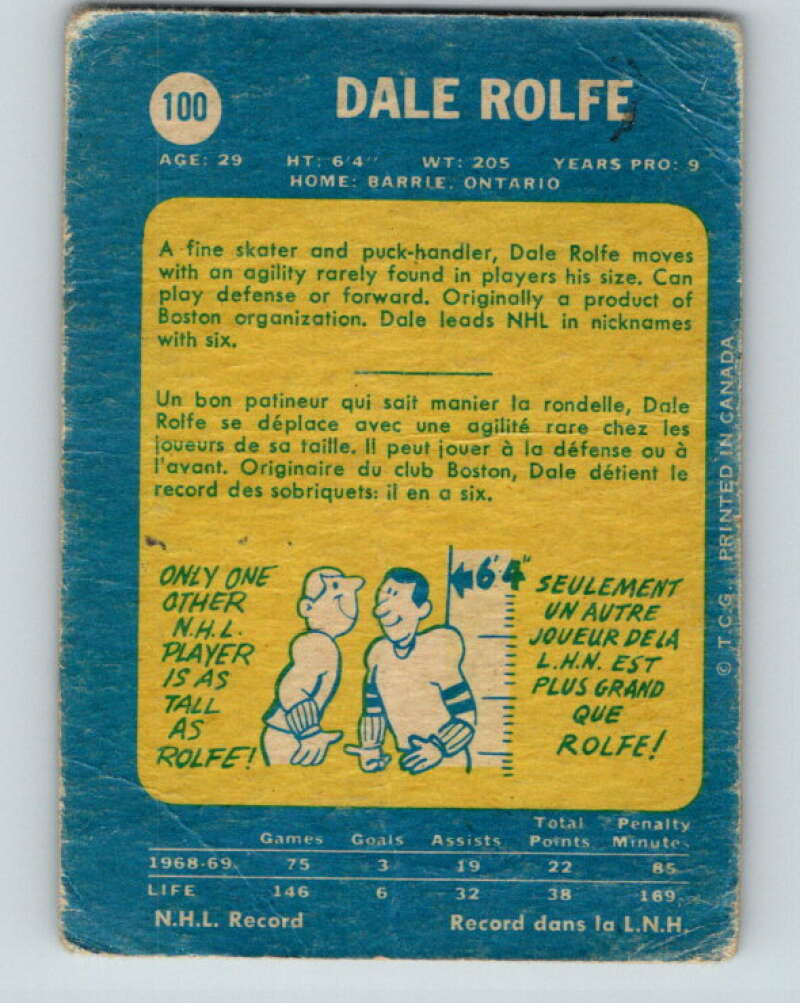 100
DALE ROLFE
AGE: 29 HT: 6'4" WT: 205 YEARS PRO: 9
HOME: BARRIE, ONTARIO
A fine skater and puck-handler, Dale Rolfe moves
with an agility rarely found in players his size. Can
play defense or forward. Originally a product of
Boston organization. Dale leads NHL in nicknames
with six.
Un bon patineur qui sait manier la rondelle, Dale
Rolfe se déplace avec une agilité rare chez les
joueurs de sa taille. Il peut jouer à la défense ou à
l'avant. Originaire du club Boston, Dale détient le
record des sobriquets: il en a six.
ONLY ONE
OTHER
N.H.L.
PLAYER
IS AS
TALL
AS
ROLFE!
6'4"
SEULEMENT
UN AUTRE
JOUEUR DE LA
L.H.N. EST
PLUS GRAND
QUE
ROLFE!
© T.C.G. PRINTED IN CANADA
Games Goals Assists Total Points Penalty Minutes
1968-69 75 3 19 22 85
LIFE 146 6 32 38 169
N.H.L. Record Record dans la L.N.H.